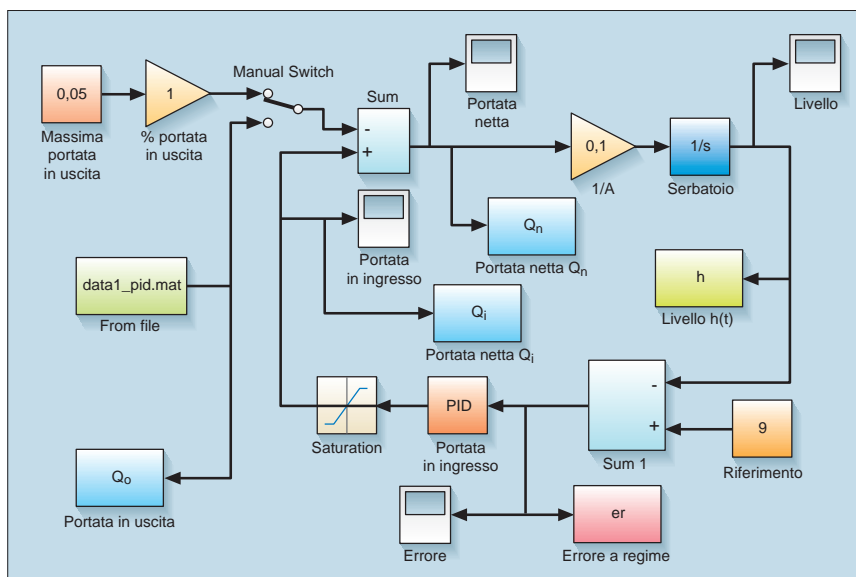 Manual Switch
0,05
Massima
portata
in uscita
1
% portata
in uscita
Sum
-
+
Portata
netta
Livello
0,1
1/A
1/s
Serbatoio
Portata
in ingresso
Qn
Portata netta Qn
data1_pid.mat
From file
Qi
Portata netta Qi
h
Livello h(t)
Saturation
PID
Portata
in ingresso
-
+
Sum 1
9
Riferimento
Qo
Portata in uscita
Errore
er
Errore a regime